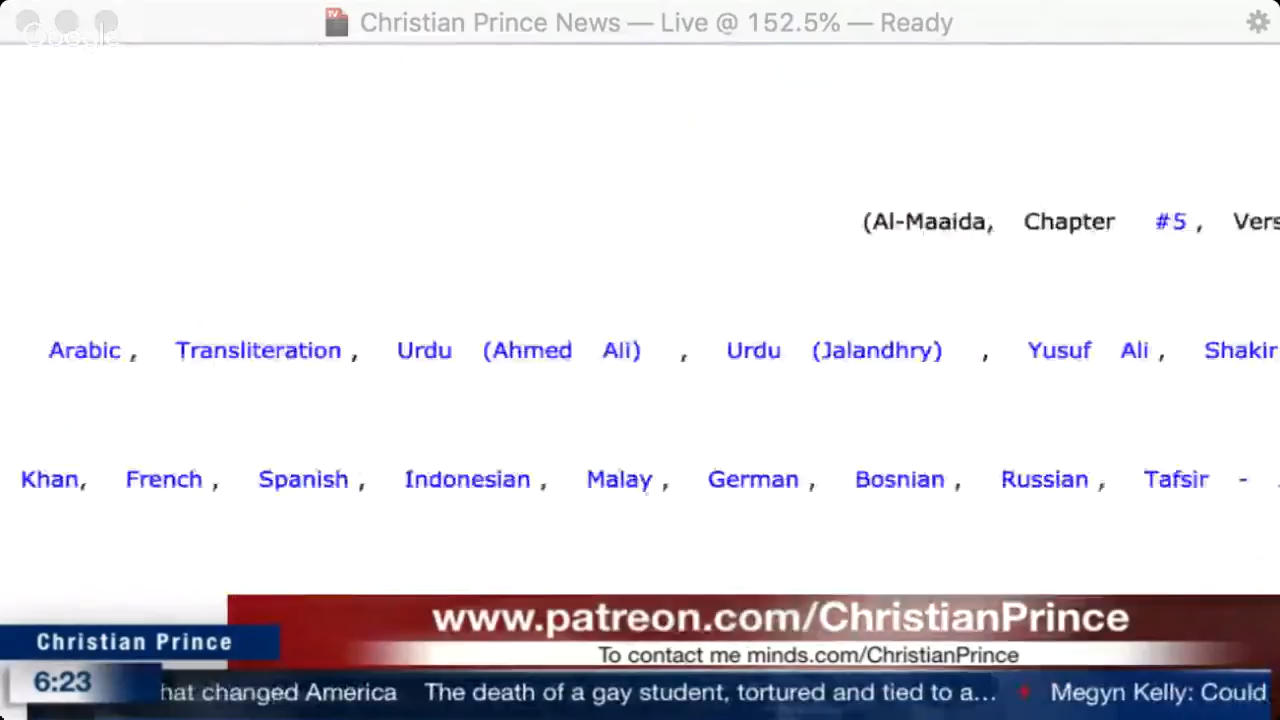 Christian Prince News — Live @ 152.5% — Ready
Google
(Al-Maaida, Chapter #5 , Vers
Arabic , Transliteration , Urdu (Ahmed Ali) , Urdu (Jalandhry) , Yusuf Ali , Shakir
Khan, French , Spanish , Indonesian , Malay , German , Bosnian , Russian , Tafsir -
www.patreon.com/ChristianPrince
Christian Prince
To contact me minds.com/ChristianPrince
6:23
hat changed America The death of a gay student, tortured and tied to a... • Megyn Kelly: Could